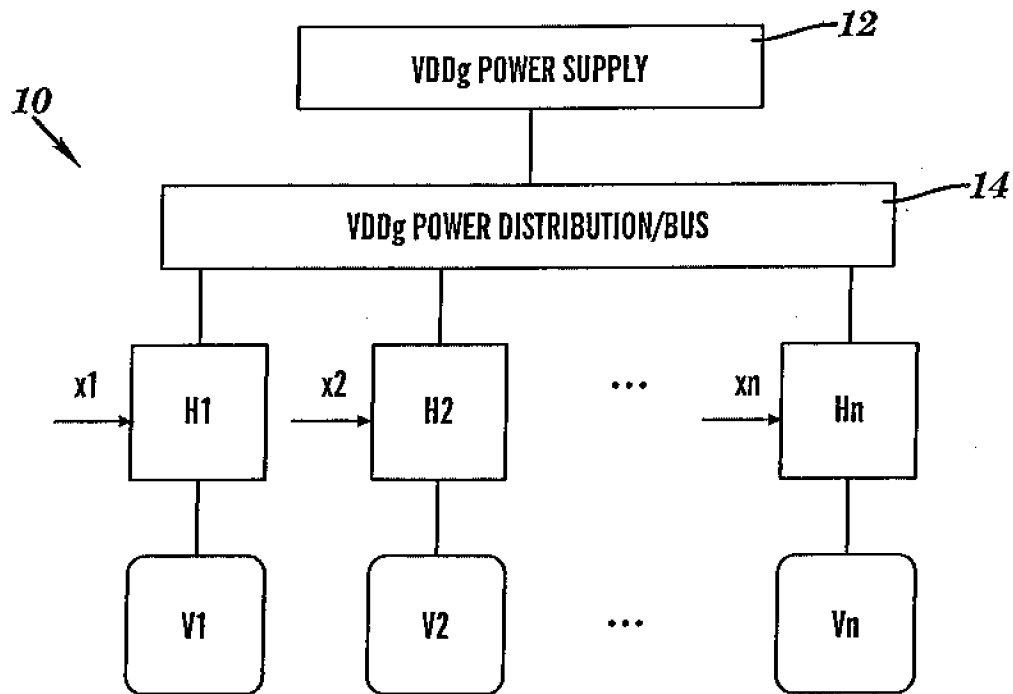 12
VDDg POWER SUPPLY
10
14
VDDg POWER DISTRIBUTION/BUS
x1
H1
x2
H2
...
xn
Hn
V1
V2
...
Vn